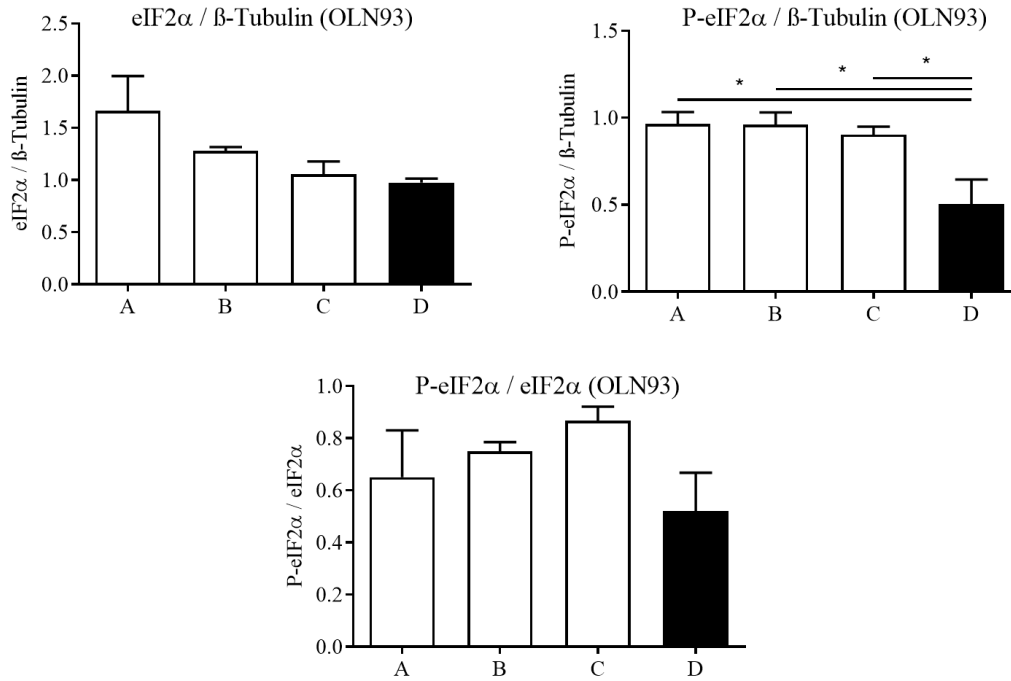 eIF2α / ß-Tubulin (OLN93)
eIF2α / ß-Tubulin
2.5
2.0
1.5
1.0
0.5
0.0
A B C D
P-eIF2α / ß-Tubulin (OLN93)
P-eIF2α / ß-Tubulin
1.5
1.0
0.5
0.0
* * *
A B C D
P-eIF2α / eIF2α (OLN93)
P-eIF2α / eIF2α
1.0
0.8
0.6
0.4
0.2
0.0
A B C D